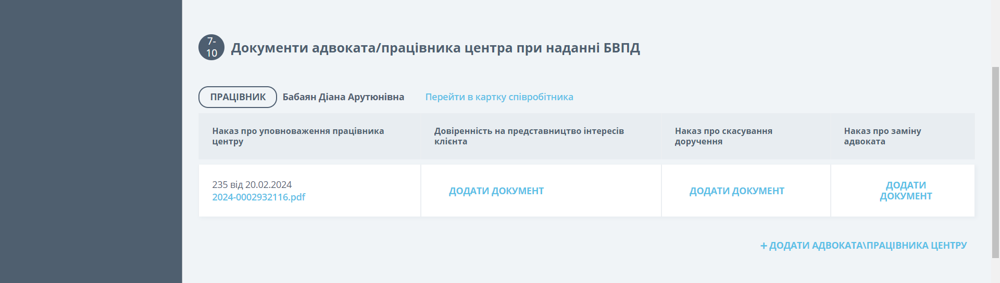 7-
10
Документи адвоката/працівника центра при наданні БВПД
ПРАЦІВНИК Бабаян Діана Арутюнівна Перейти в картку співробітника
Наказ про уповноваження працівника
центру
Довіренність на представництво інтересів
клієнта
Наказ про скасування
доручення
Наказ про заміну
адвоката
235 від 20.02.2024
2024-0002932116.pdf
ДОДАТИ ДОКУМЕНТ
ДОДАТИ ДОКУМЕНТ
ДОДАТИ
ДОКУМЕНТ
+ ДОДАТИ АДВОКАТА\ПРАЦІВНИКА ЦЕНТРУ